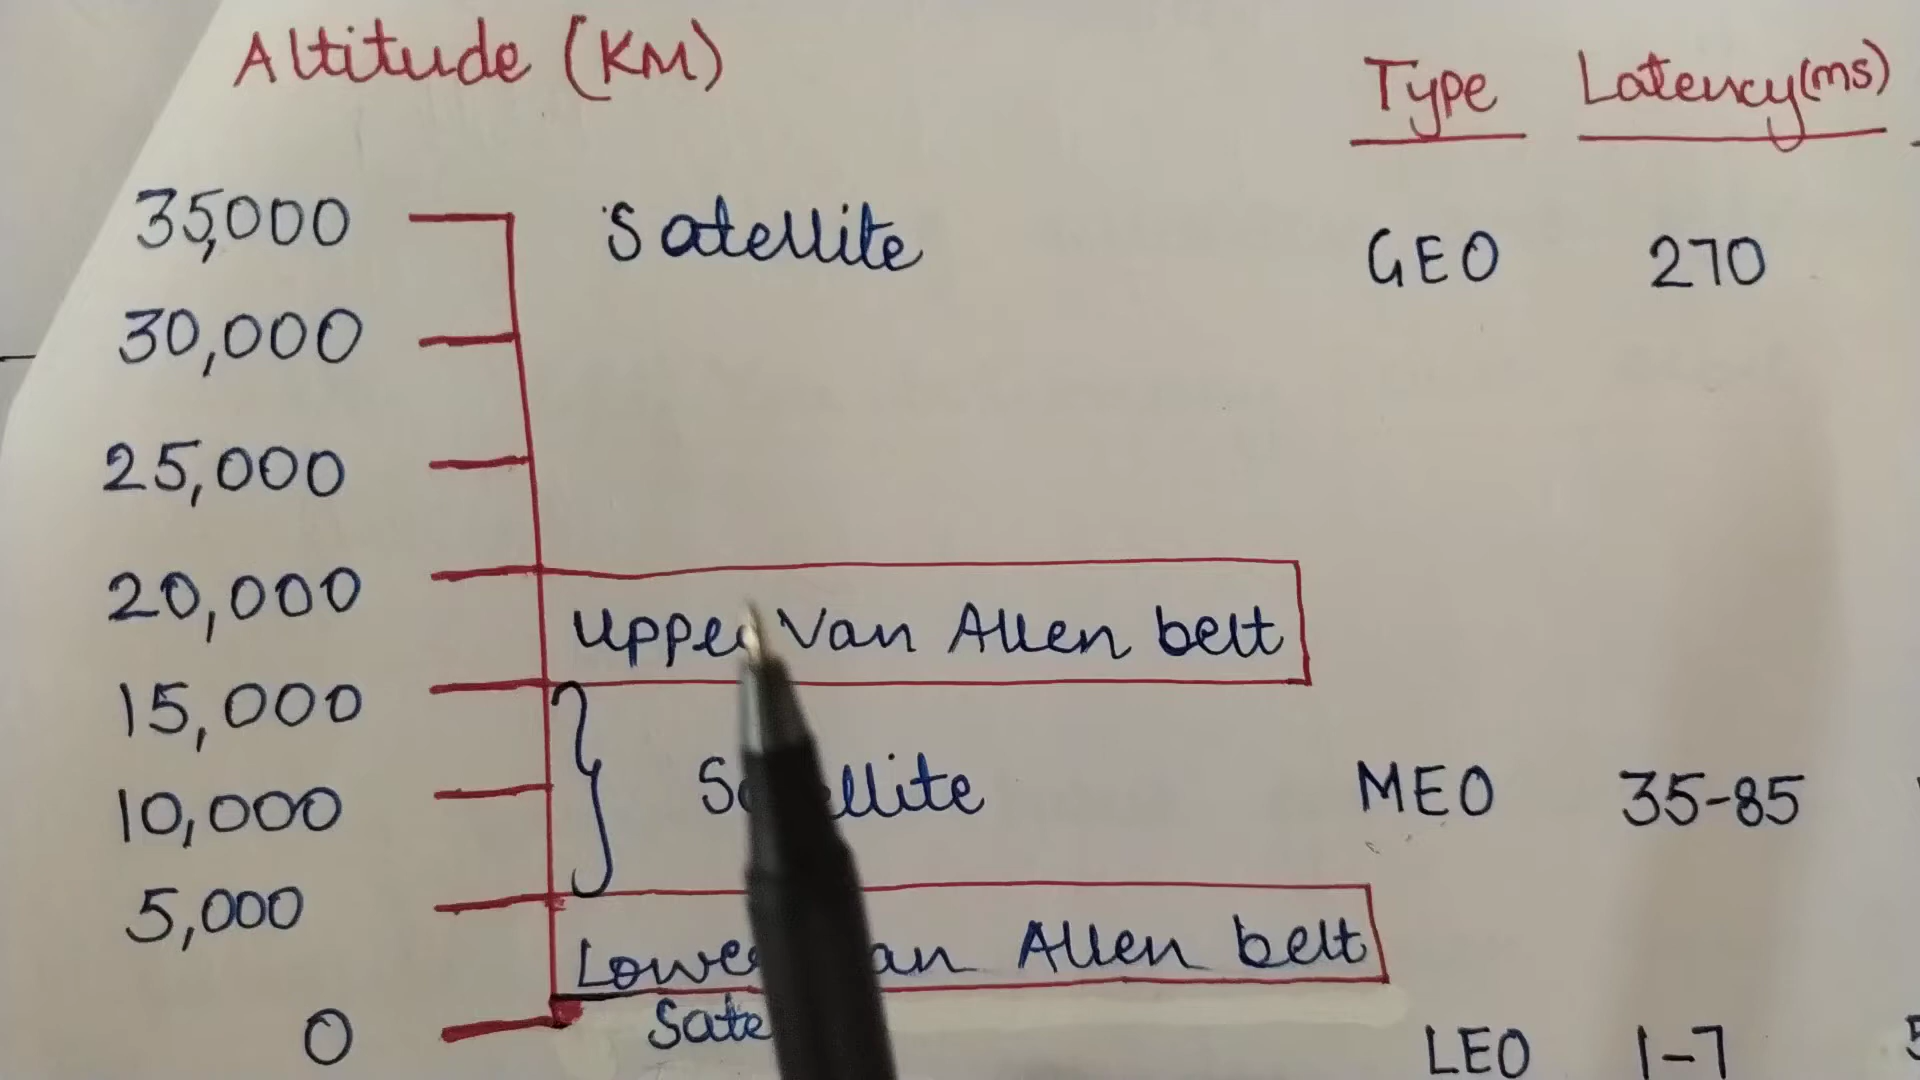 Altitude (KM) Type Latency(ms)
35,000 Satellite GEO 270
30,000
25,000
20,000
Upper Van Allen belt
15,000
Satellite MEO 35-85
10,000
5,000
Allen belt
0 LEO 1-7